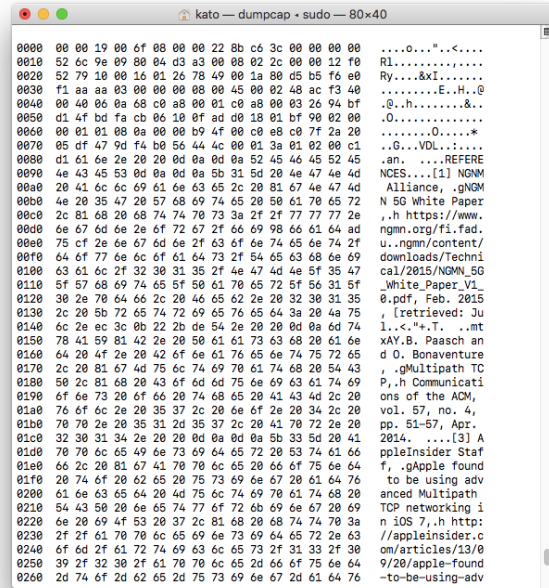 kato — dumpcap ◂ sudo — 80×40
0000 00 00 19 00 6f 08 00 00 22 8b c6 3c 00 00 00 00 ....o..."..<....
0010 52 6c 9e 09 80 04 d3 a3 00 08 02 2c 00 00 12 f0 Rl.........,....
0020 52 79 10 00 16 01 26 78 49 00 1a 80 d5 b5 f6 e0 Ry....&xI.......
0030 f1 aa aa 03 00 00 00 08 00 45 00 02 48 ac f3 40 .........E..H..@
0040 00 40 06 0a 68 c0 a8 00 01 c0 a8 00 03 26 94 bf .@..h........&..
0050 d1 4f bd fa cb 06 10 0f ad d0 18 01 bf 90 02 00 .O..............
0060 00 01 01 08 0a 00 00 b9 4f 00 c0 e8 c0 7f 2a 20 ........O.....*
0070 05 df 47 9d f4 b0 56 44 4c 00 01 3a 01 02 00 c1 ..G...VDL..:....
0080 d1 61 6e 2e 20 20 0d 0a 0d 0a 52 45 46 45 52 45 .an.  ....REFERE
0090 4e 43 45 53 0d 0a 0d 0a 5b 31 5d 20 4e 47 4e 4d NCES....[1] NGNM
00a0 20 41 6c 6c 69 61 6e 63 65 2c 20 81 67 4e 47 4d Alliance, .gNGM
00b0 4e 20 35 47 20 57 68 69 74 65 20 50 61 70 65 72 N 5G White Paper
00c0 2c 81 68 20 68 74 74 70 73 3a 2f 2f 77 77 77 2e ,.h https://www.
00d0 6e 67 6d 6e 2e 6f 72 67 2f 66 69 98 66 61 64 ad ngmn.org/fi.fad.
00e0 75 cf 2e 6e 67 6d 6e 2f 63 6f 6e 74 65 6e 74 2f u..ngmn/content/
00f0 64 6f 77 6e 6c 6f 61 64 73 2f 54 65 63 68 6e 69 downloads/Techni
0100 63 61 6c 2f 32 30 31 35 2f 4e 47 4d 4e 5f 35 47 cal/2015/NGMN_5G
0110 5f 57 68 69 74 65 5f 50 61 70 65 72 5f 56 31 5f _White_Paper_V1_
0120 30 2e 70 64 66 2c 20 46 65 62 2e 20 32 30 31 35 0.pdf, Feb. 2015
0130 2c 20 5b 72 65 74 72 69 65 76 65 64 3a 20 4a 75 , [retrieved: Ju
0140 6c 2e ec 3c 0b 22 2b be 54 2e 20 20 0d 0a 6d 74 l..<."+.T.  ..mt
0150 78 41 59 81 42 2e 20 50 61 61 73 63 68 20 61 6e xAY.B. Paasch an
0160 64 20 4f 2e 20 42 6f 6e 61 76 65 6e 74 75 72 65 d O. Bonaventure
0170 2c 20 81 67 4d 75 6c 74 69 70 61 74 68 20 54 43 , .gMultipath TC
0180 50 2c 81 68 20 43 6f 6d 6d 75 6e 69 63 61 74 69 P,.h Communicati
0190 6f 6e 73 20 6f 66 20 74 68 65 20 41 43 4d 2c 20 ons of the ACM,
01a0 76 6f 6c 2e 20 35 37 2c 20 6e 6f 2e 20 34 2c 20 vol. 57, no. 4,
01b0 70 70 2e 20 35 31 2d 35 37 2c 20 41 70 72 2e 20 pp. 51-57, Apr.
01c0 32 30 31 34 2e 20 20 0d 0a 0d 0a 5b 33 5d 20 41 2014.  ....[3] A
01d0 70 70 6c 65 49 6e 73 69 64 65 72 20 53 74 61 66 ppleInsider Staf
01e0 66 2c 20 81 67 41 70 70 6c 65 20 66 6f 75 6e 64 f, .gApple found
01f0 20 74 6f 20 62 65 20 75 73 69 6e 67 20 61 64 76 to be using adv
0200 61 6e 63 65 64 20 4d 75 6c 74 69 70 61 74 68 20 anced Multipath
0210 54 43 50 20 6e 65 74 77 6f 72 6b 69 6e 67 20 69 TCP networking i
0220 6e 20 69 4f 53 20 37 2c 81 68 20 68 74 74 70 3a n iOS 7,.h http:
0230 2f 2f 61 70 70 6c 65 69 6e 73 69 64 65 72 2e 63 //appleinsider.c
0240 6f 6d 2f 61 72 74 69 63 6c 65 73 2f 31 33 2f 30 om/articles/13/0
0250 39 2f 32 30 2f 61 70 70 6c 65 2d 66 6f 75 6e 64 9/20/apple-found
0260 2d 74 6f 2d 62 65 2d 75 73 69 6e 67 2d 61 64 76 -to-be-using-adv